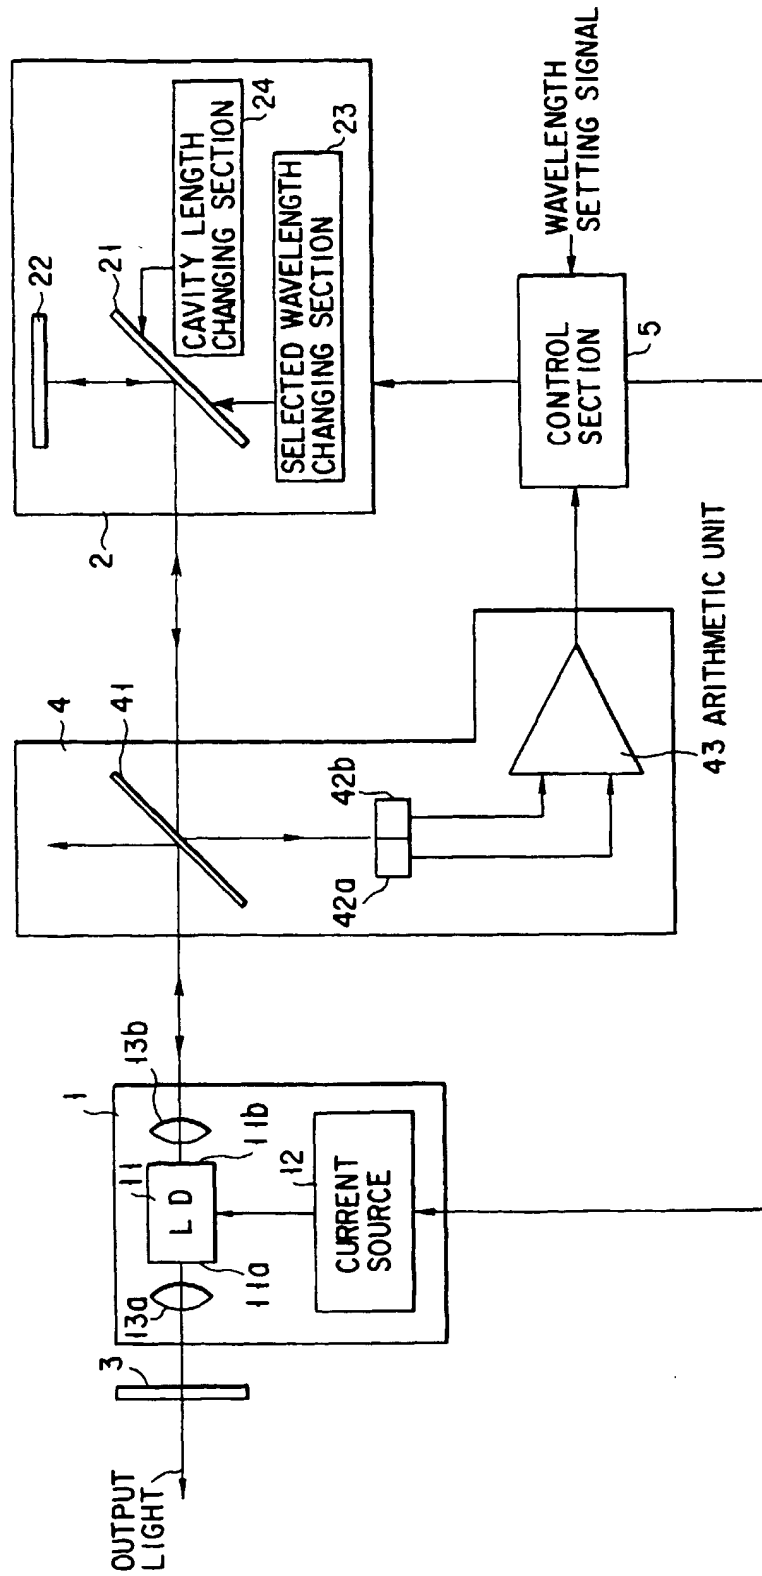 OUTPUT
LIGHT
3
1
13a
11
LD
11a
11b
13b
12
CURRENT
SOURCE
4
41
42a
42b
43 ARITHMETIC UNIT
2
22
21
CAVITY LENGTH
CHANGING SECTION
24
SELECTED WAVELENGTH
CHANGING SECTION
23
CONTROL
SECTION
5
WAVELENGTH
SETTING SIGNAL